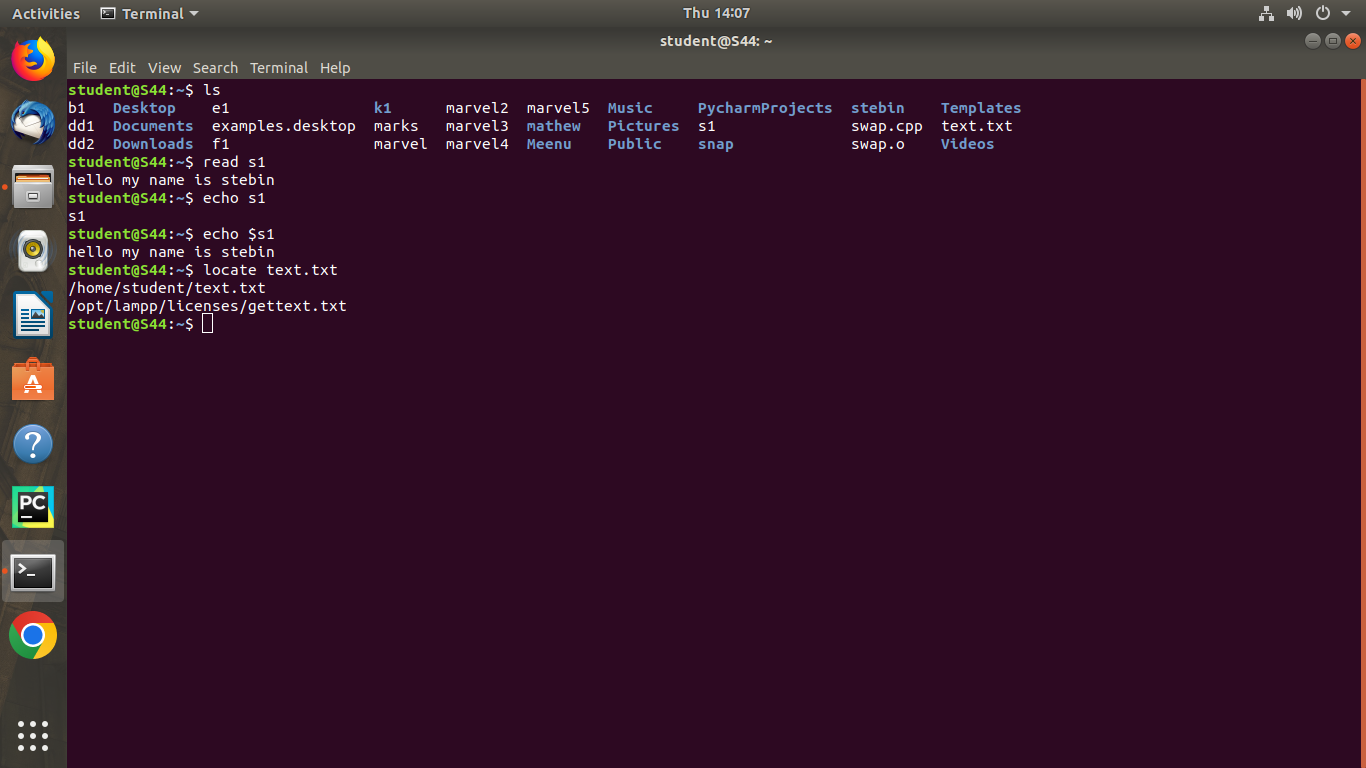 Activities Terminal Thu 14:07
student@S44: ~
File Edit View Search Terminal Help
student@S44:~$ ls
b1 Desktop e1 k1 marvel2 marvel5 Music PycharmProjects stebin Templates
dd1 Documents examples.desktop marks marvel3 mathew Pictures s1 swap.cpp text.txt
dd2 Downloads f1 marvel marvel4 Meenu Public snap swap.o Videos
student@S44:~$ read s1
hello my name is stebin
student@S44:~$ echo s1
s1
student@S44:~$ echo $s1
hello my name is stebin
student@S44:~$ locate text.txt
/home/student/text.txt
/opt/lampp/licenses/gettext.txt
student@S44:~$
PC